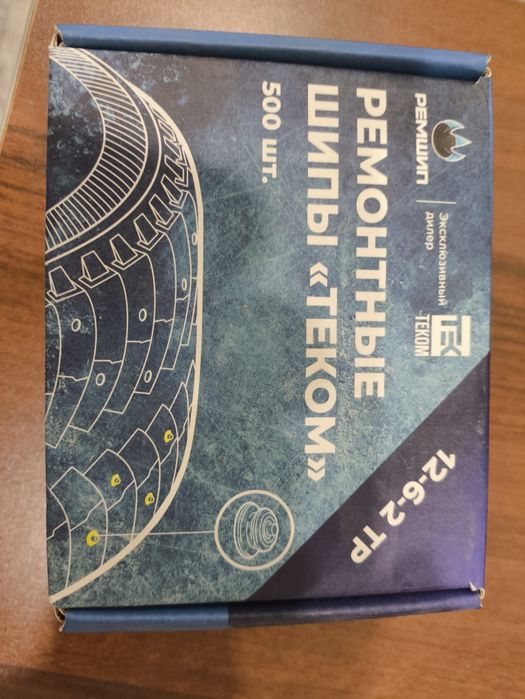 РЕМШИП
Эксклюзивный
дилер
ТЕКОМ
РЕМОНТНЫЕ
ШИПЫ «ТЕКОМ»
500 шт.
12-6-2 ТР